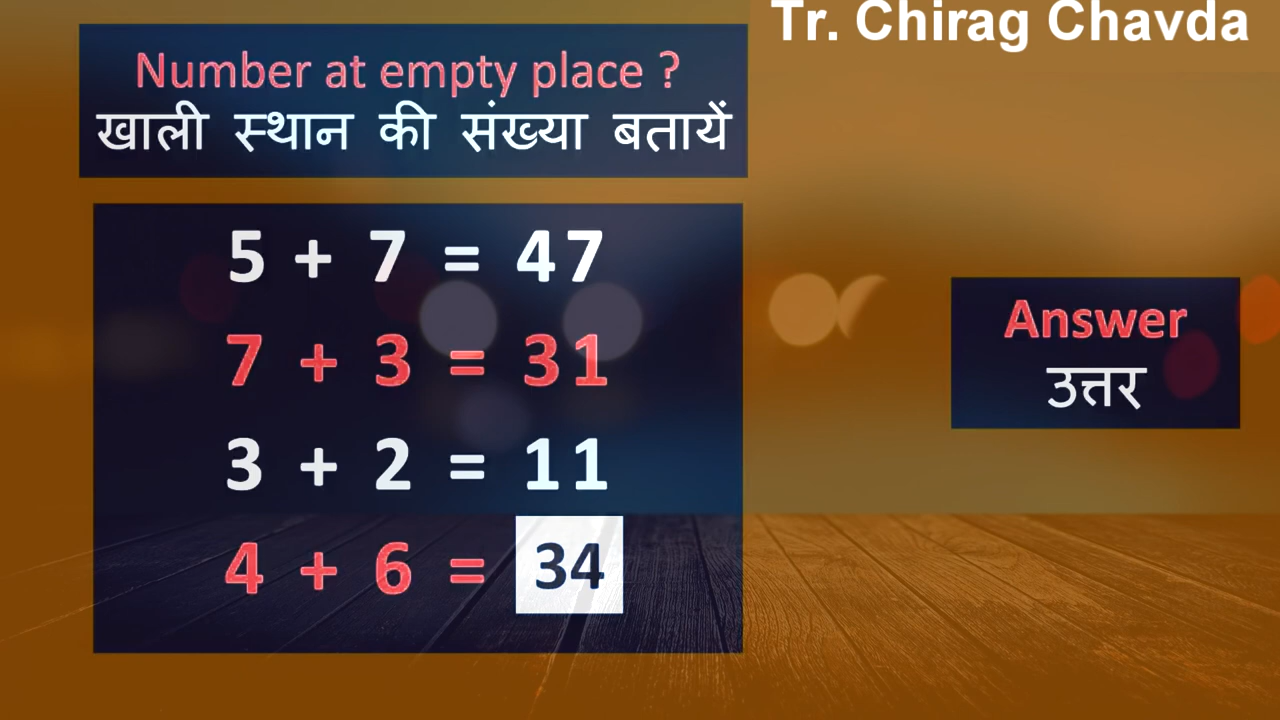 Tr. Chirag Chavda
Number at empty place ?
खाली स्थान की संख्या बतायें
5 + 7 = 47
7 + 3 = 31
3 + 2 = 11
4 + 6 = 34
Answer
उत्तर